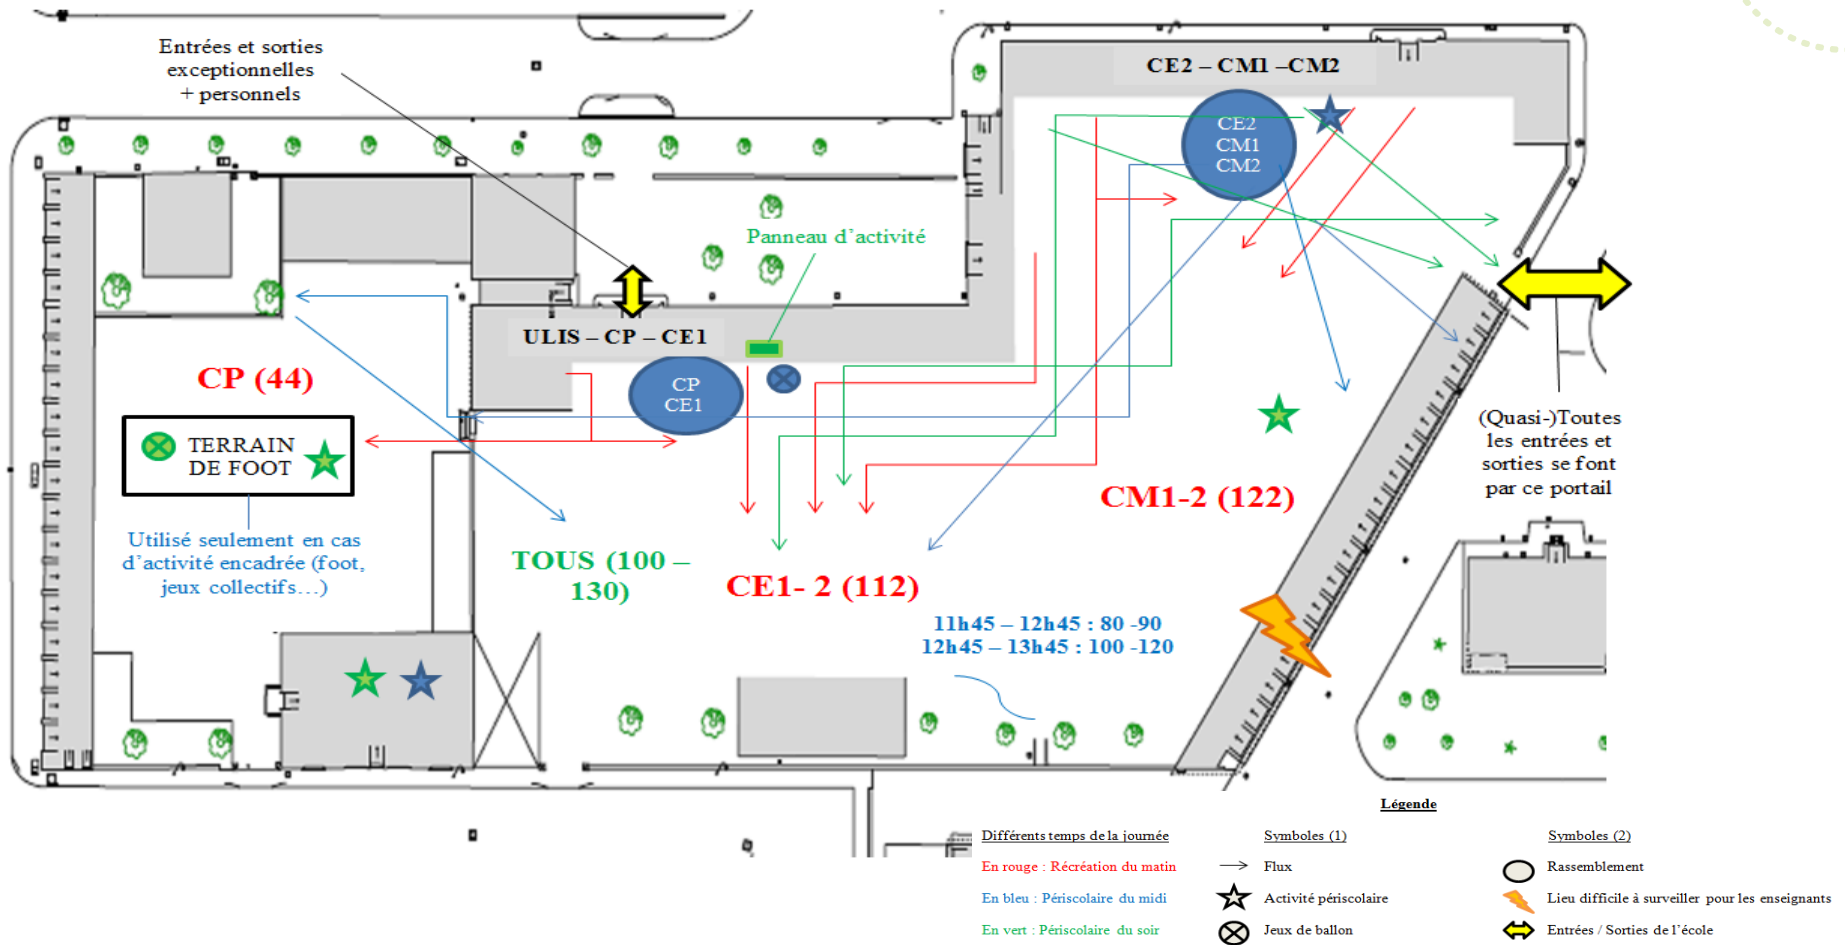 Entrées et sorties
exceptionnelles
+ personnels
CE2 – CM1 –CM2
CE2
CM1
CM2
Panneau d'activité
ULIS – CP – CE1
CP
CE1
CP (44)
TERRAIN
DE FOOT
Utilisé seulement en cas
d'activité encadrée (foot,
jeux collectifs…)
TOUS (100 –
130)
CE1- 2 (112)
CM1-2 (122)
(Quasi-)Toutes
les entrées et
sorties se font
par ce portail
11h45 – 12h45 : 80 -90
12h45 – 13h45 : 100 -120
Légende
Différents temps de la journée
En rouge : Récréation du matin
En bleu : Périscolaire du midi
En vert : Périscolaire du soir
Symboles (1)
Flux
Activité périscolaire
Jeux de ballon
Symboles (2)
Rassemblement
Lieu difficile à surveiller pour les enseignants
Entrées / Sorties de l'école